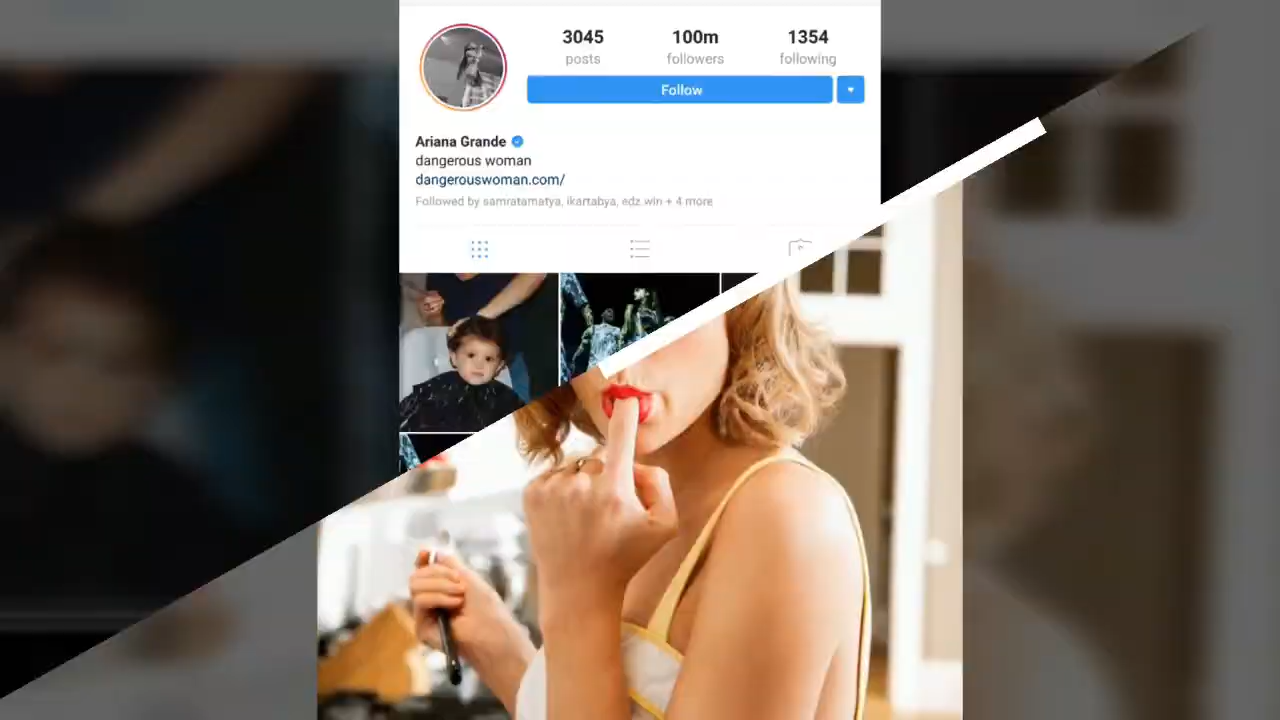 3045 100m 1354
posts followers following
Follow
Ariana Grande
dangerous woman
dangerouswoman.com/
Followed by samratamatya, ikartabya, edz.win + 4 more